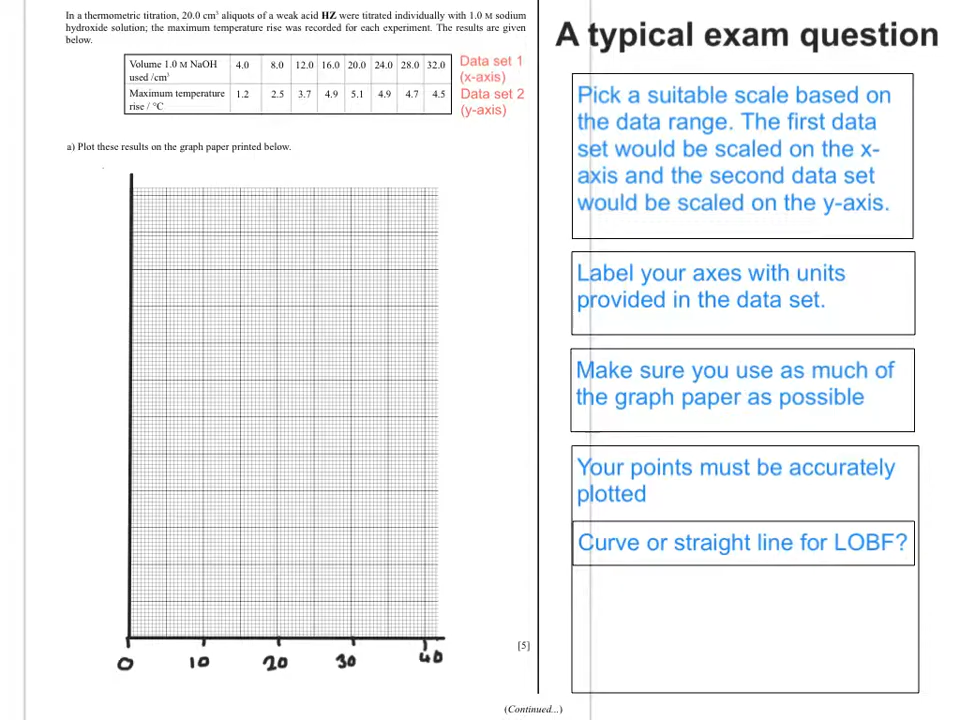 In a thermometric titration, 20.0 cm³ aliquots of a weak acid HZ were titrated individually with 1.0 M sodium
hydroxide solution; the maximum temperature rise was recorded for each experiment. The results are given
below.
Volume 1.0 M NaOH used /cm³ 4.0 8.0 12.0 16.0 20.0 24.0 28.0 32.0
Maximum temperature rise / °C 1.2 2.5 3.7 4.9 5.1 4.9 4.7 4.5
Data set 1
(x-axis)
Data set 2
(y-axis)
a) Plot these results on the graph paper printed below.
0 10 20 30 40
[5]
(Continued...)
A typical exam question
Pick a suitable scale based on
the data range. The first data
set would be scaled on the x-
axis and the second data set
would be scaled on the y-axis.
Label your axes with units
provided in the data set.
Make sure you use as much of
the graph paper as possible
Your points must be accurately
plotted
Curve or straight line for LOBF?